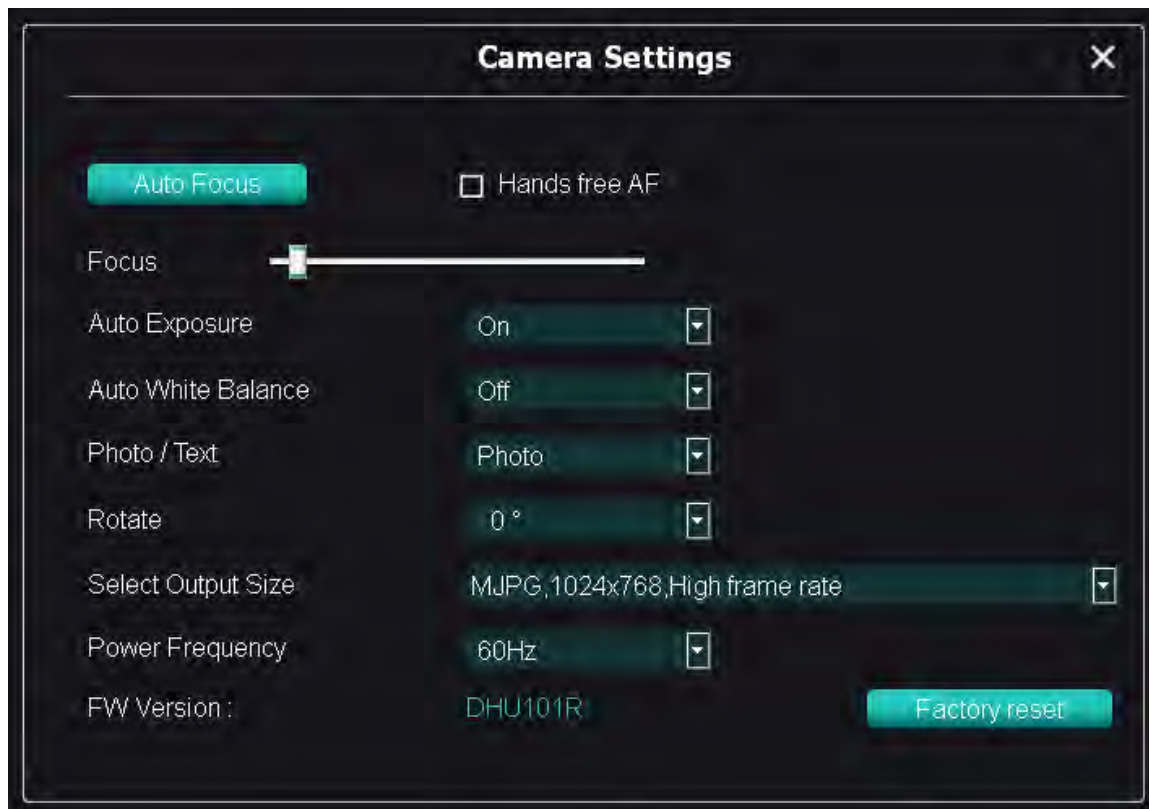 Camera Settings
Auto Focus
Hands free AF
Focus
Auto Exposure
On
Auto White Balance
Off
Photo / Text
Photo
Rotate
0 °
Select Output Size
MJPG,1024x768,High frame rate
Power Frequency
60Hz
FW Version :
DHU101R
Factory reset